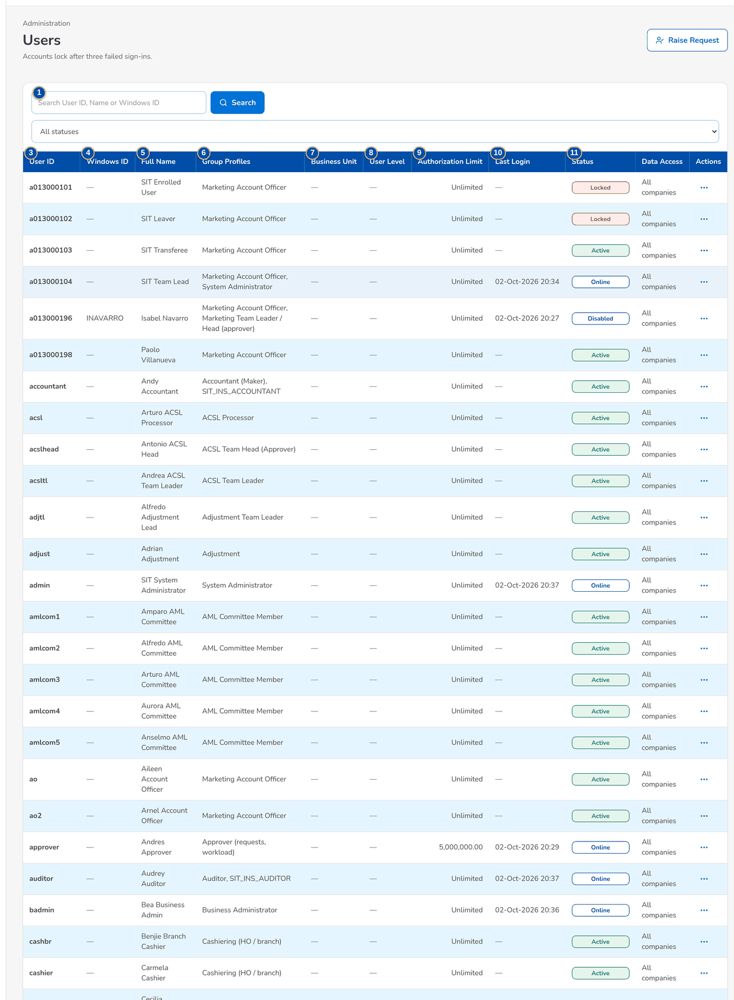 Administration
Users
Accounts lock after three failed sign-ins.
Raise Request
1
Search User ID, Name or Windows ID
Search
All statuses
3 4 5 6 7 8 9 10 11
User ID Windows ID Full Name Group Profiles Business Unit User Level Authorization Limit Last Login Status Data Access Actions
a013000101 — SIT Enrolled User Marketing Account Officer — — Unlimited — Locked All companies ...
a013000102 — SIT Leaver Marketing Account Officer — — Unlimited — Locked All companies ...
a013000103 — SIT Transferee Marketing Account Officer — — Unlimited — Active All companies ...
a013000104 — SIT Team Lead Marketing Account Officer, System Administrator — — Unlimited 02-Oct-2026 20:34 Online All companies ...
a013000196 INAVARRO Isabel Navarro Marketing Account Officer, Marketing Team Leader / Head (approver) — — Unlimited 02-Oct-2026 20:27 Disabled All companies ...
a013000198 — Paolo Villanueva Marketing Account Officer — — Unlimited — Active All companies ...
accountant — Andy Accountant Accountant (Maker), SIT_INS_ACCOUNTANT — — Unlimited — Active All companies ...
acsl — Arturo ACSL Processor ACSL Processor — — Unlimited — Active All companies ...
acslhead — Antonio ACSL Head ACSL Team Head (Approver) — — Unlimited — Active All companies ...
acsltl — Andrea ACSL Team Leader ACSL Team Leader — — Unlimited — Active All companies ...
adjtl — Alfredo Adjustment Lead Adjustment Team Leader — — Unlimited — Active All companies ...
adjust — Adrian Adjustment Adjustment — — Unlimited — Active All companies ...
admin — SIT System Administrator System Administrator — — Unlimited 02-Oct-2026 20:37 Online All companies ...
amlcom1 — Amparo AML Committee AML Committee Member — — Unlimited — Active All companies ...
amlcom2 — Alfredo AML Committee AML Committee Member — — Unlimited — Active All companies ...
amlcom3 — Arturo AML Committee AML Committee Member — — Unlimited — Active All companies ...
amlcom4 — Aurora AML Committee AML Committee Member — — Unlimited — Active All companies ...
amlcom5 — Anselmo AML Committee AML Committee Member — — Unlimited — Active All companies ...
ao — Aileen Account Officer Marketing Account Officer — — Unlimited — Active All companies ...
ao2 — Arnel Account Officer Marketing Account Officer — — Unlimited — Active All companies ...
approver — Andres Approver Approver (requests, workload) — — 5,000,000.00 02-Oct-2026 20:29 Online All companies ...
auditor — Audrey Auditor Auditor, SIT_INS_AUDITOR — — Unlimited 02-Oct-2026 20:37 Online All companies ...
badmin — Bea Business Admin Business Administrator — — Unlimited 02-Oct-2026 20:36 Online All companies ...
cashbr — Benjie Branch Cashier Cashiering (HO / branch) — — Unlimited — Active All companies ...
cashier — Carmela Cashier Cashiering (HO / branch) — — Unlimited — Active All companies ...
Cecilia